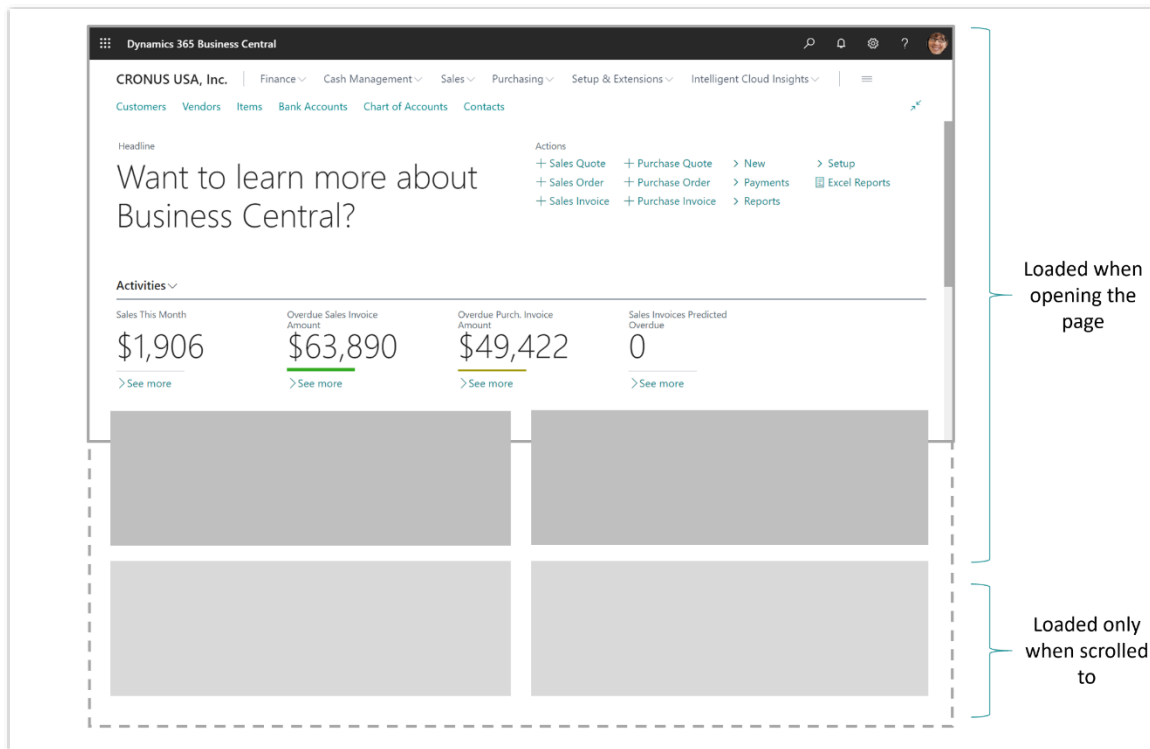 Dynamics 365 Business Central
?
CRONUS USA, Inc.
Finance
Cash Management
Sales
Purchasing
Setup & Extensions
Intelligent Cloud Insights
Customers
Vendors
Items
Bank Accounts
Chart of Accounts
Contacts
Headline
Want to learn more about
Business Central?
Actions
+ Sales Quote
+ Purchase Quote
> New
> Setup
+ Sales Order
+ Purchase Order
> Payments
Excel Reports
+ Sales Invoice
+ Purchase Invoice
> Reports
Activities
Sales This Month
$1,906
>See more
Overdue Sales Invoice
Amount
$63,890
>See more
Overdue Purch. Invoice
Amount
$49,422
>See more
Sales Invoices Predicted
Overdue
0
>See more
Loaded when
opening the
page
Loaded only
when scrolled
to